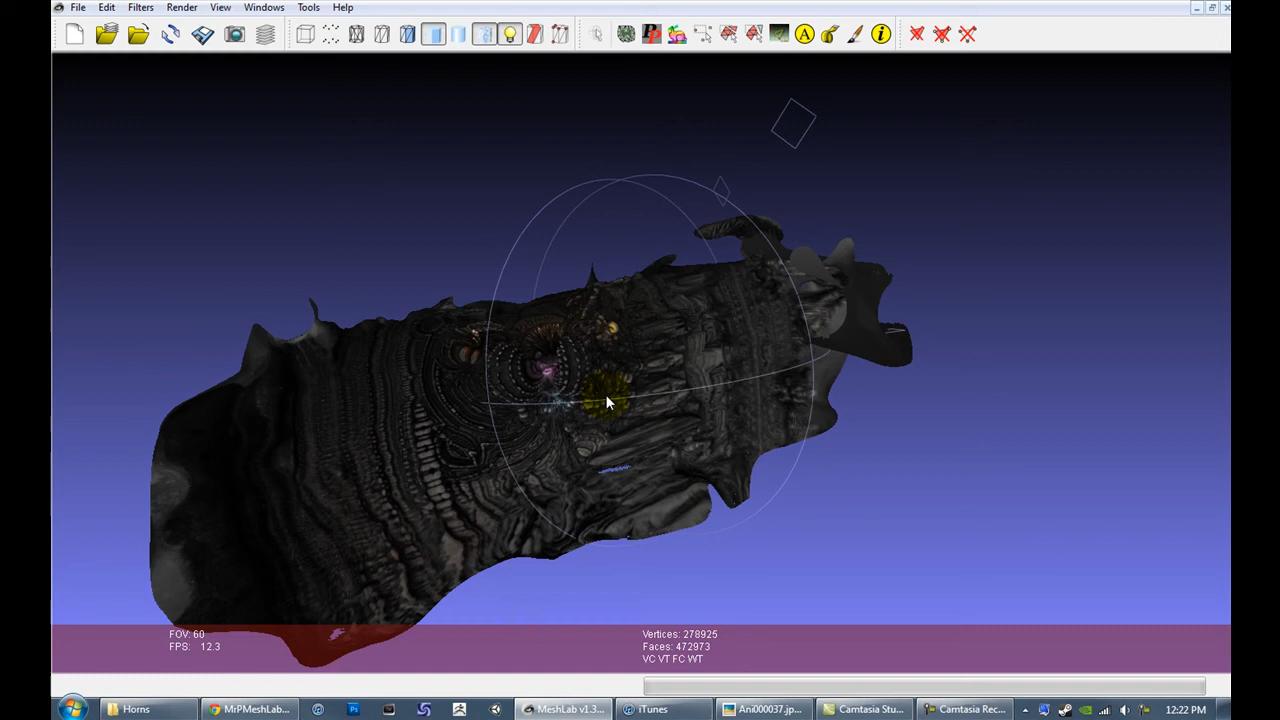 File Edit Filters Render View Windows Tools Help
A
i
FOV: 60
FPS: 12.3
Vertices: 278925
Faces: 472973
VC VT FC WT
Horns
MrPMeshLab...
Ps
MeshLab v1.3...
iTunes
Ani000037.jp...
Camtasia Stu...
Camtasia Rec...
12:22 PM